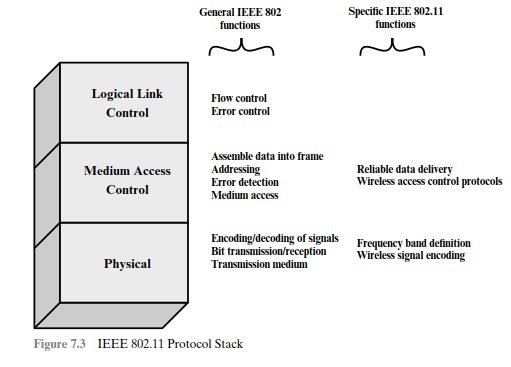 General IEEE 802
functions
Specific IEEE 802.11
functions
Logical Link
Control
Flow control
Error control
Medium Access
Control
Assemble data into frame
Addressing
Error detection
Medium access
Reliable data delivery
Wireless access control protocols
Physical
Encoding/decoding of signals
Bit transmission/reception
Transmission medium
Frequency band definition
Wireless signal encoding
Figure 7.3 IEEE 802.11 Protocol Stack